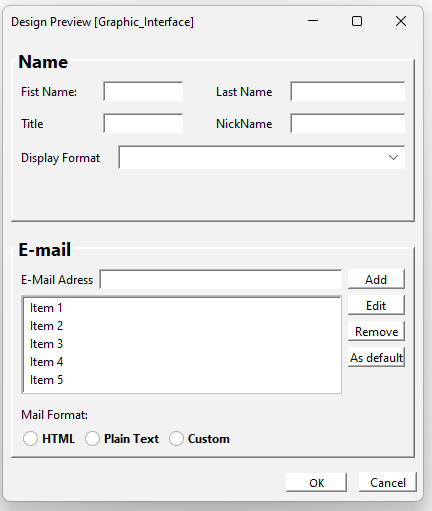 Design Preview [Graphic_Interface]
Name
Fist Name:
Last Name
Title
NickName
Display Format
E-mail
E-Mail Adress
Add
Item 1
Item 2
Item 3
Item 4
Item 5
Edit
Remove
As default
Mail Format:
HTML Plain Text Custom
OK Cancel